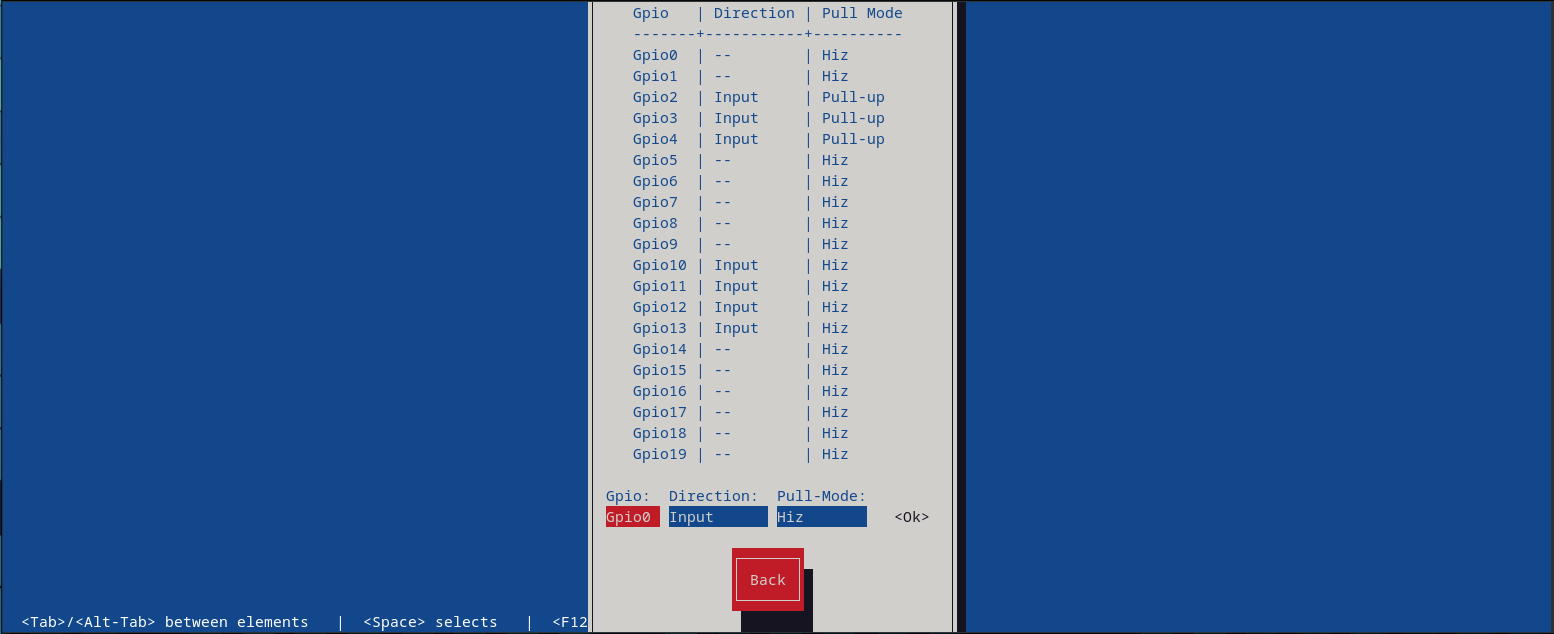 Gpio   | Direction | Pull Mode
-------+-----------+----------
Gpio0  | --        | Hiz
Gpio1  | --        | Hiz
Gpio2  | Input     | Pull-up
Gpio3  | Input     | Pull-up
Gpio4  | Input     | Pull-up
Gpio5  | --        | Hiz
Gpio6  | --        | Hiz
Gpio7  | --        | Hiz
Gpio8  | --        | Hiz
Gpio9  | --        | Hiz
Gpio10 | Input     | Hiz
Gpio11 | Input     | Hiz
Gpio12 | Input     | Hiz
Gpio13 | Input     | Hiz
Gpio14 | --        | Hiz
Gpio15 | --        | Hiz
Gpio16 | --        | Hiz
Gpio17 | --        | Hiz
Gpio18 | --        | Hiz
Gpio19 | --        | Hiz
Gpio:  Direction:  Pull-Mode:
Gpio0  Input       Hiz          <Ok>
Back
<Tab>/<Alt-Tab> between elements   |  <Space> selects   |  <F12